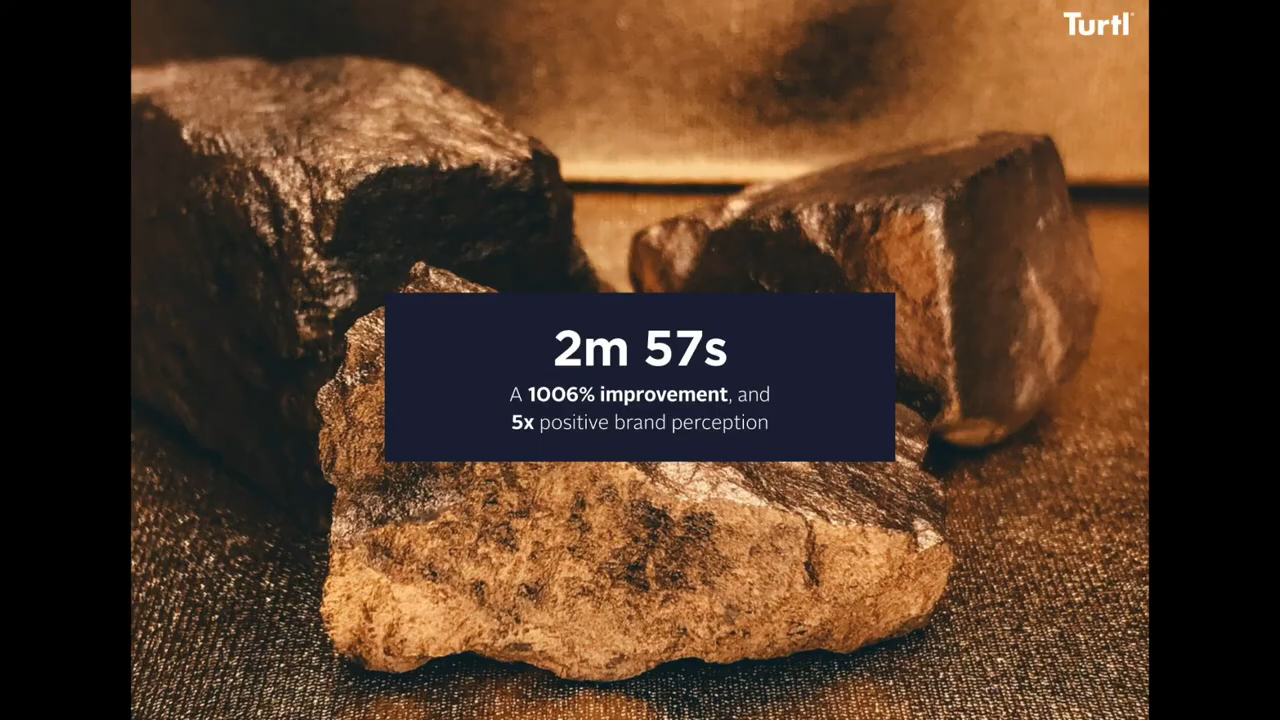 Turtl
2m 57s
A 1006% improvement, and
5x positive brand perception